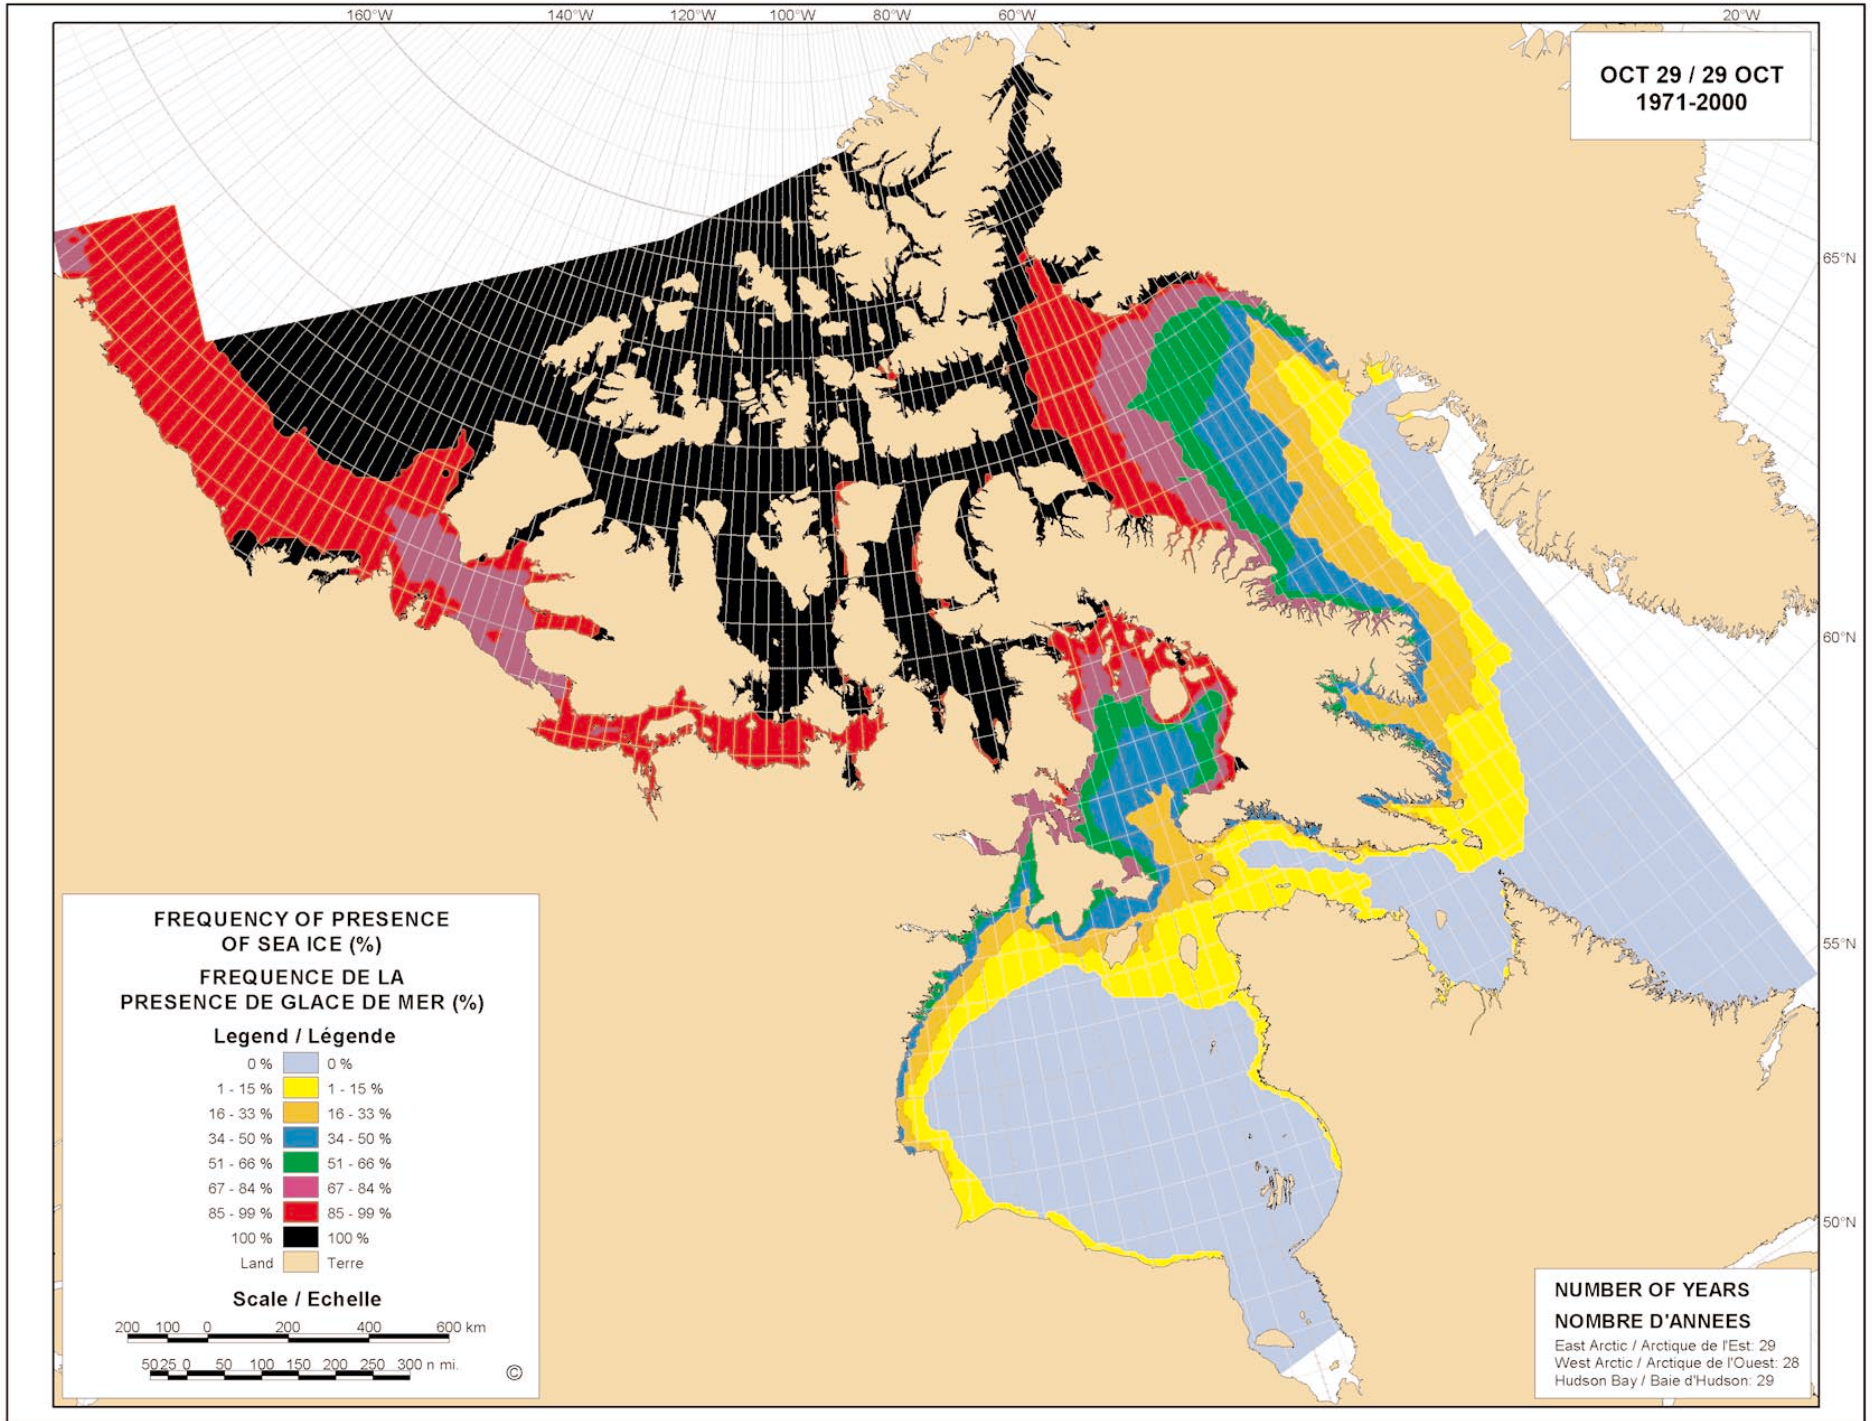 160°W 140°W 120°W 100°W 80°W 60°W 20°W
OCT 29 / 29 OCT
1971-2000
65°N
60°N
55°N
50°N
FREQUENCY OF PRESENCE
OF SEA ICE (%)
FREQUENCE DE LA
PRESENCE DE GLACE DE MER (%)
Legend / Légende
0 % 0 %
1 - 15 % 1 - 15 %
16 - 33 % 16 - 33 %
34 - 50 % 34 - 50 %
51 - 66 % 51 - 66 %
67 - 84 % 67 - 84 %
85 - 99 % 85 - 99 %
100 % 100 %
Land Terre
Scale / Echelle
200 100 0 200 400 600 km
50 25 0 50 100 150 200 250 300 n mi.
©
NUMBER OF YEARS
NOMBRE D'ANNEES
East Arctic / Arctique de l'Est: 29
West Arctic / Arctique de l'Ouest: 28
Hudson Bay / Baie d'Hudson: 29